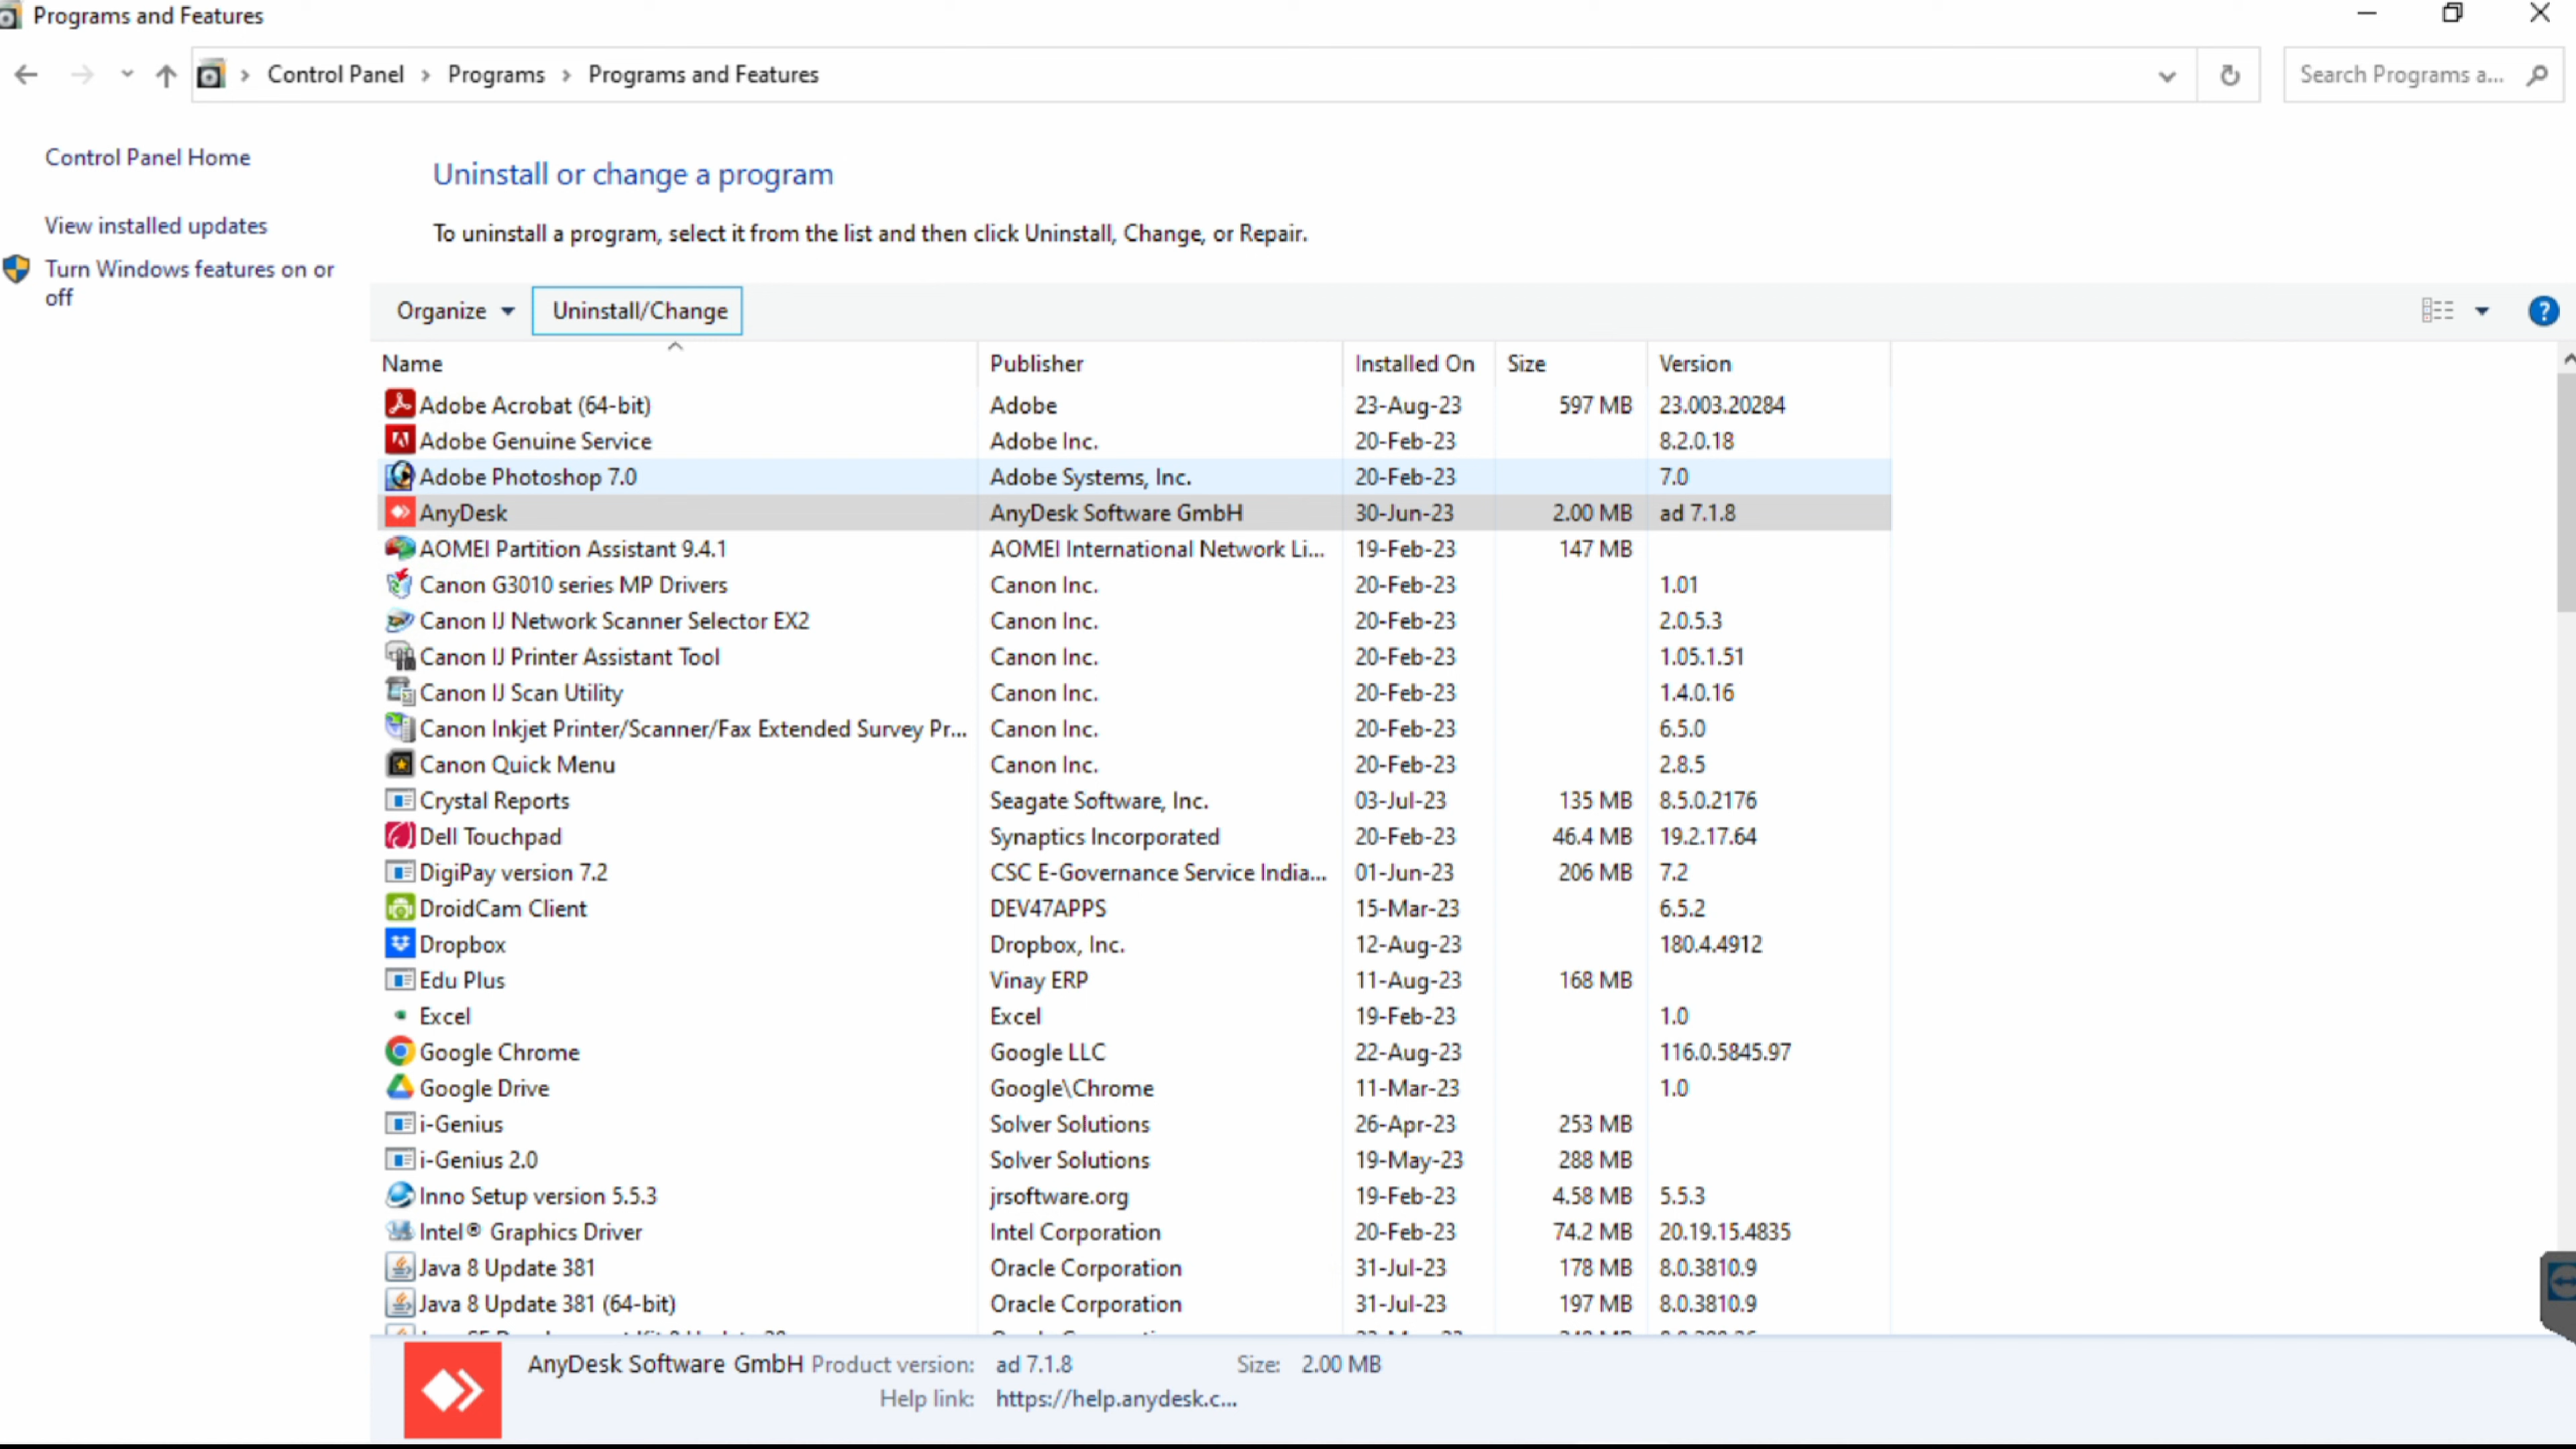 Programs and Features
Control Panel › Programs › Programs and Features
Search Programs a...
Control Panel Home
View installed updates
Turn Windows features on or
off
Uninstall or change a program
To uninstall a program, select it from the list and then click Uninstall, Change, or Repair.
Organize Uninstall/Change
Name Publisher Installed On Size Version
Adobe Acrobat (64-bit) Adobe 23-Aug-23 597 MB 23.003.20284
Adobe Genuine Service Adobe Inc. 20-Feb-23 8.2.0.18
Adobe Photoshop 7.0 Adobe Systems, Inc. 20-Feb-23 7.0
AnyDesk AnyDesk Software GmbH 30-Jun-23 2.00 MB ad 7.1.8
AOMEI Partition Assistant 9.4.1 AOMEI International Network Li... 19-Feb-23 147 MB
Canon G3010 series MP Drivers Canon Inc. 20-Feb-23 1.01
Canon IJ Network Scanner Selector EX2 Canon Inc. 20-Feb-23 2.0.5.3
Canon IJ Printer Assistant Tool Canon Inc. 20-Feb-23 1.05.1.51
Canon IJ Scan Utility Canon Inc. 20-Feb-23 1.4.0.16
Canon Inkjet Printer/Scanner/Fax Extended Survey Pr... Canon Inc. 20-Feb-23 6.5.0
Canon Quick Menu Canon Inc. 20-Feb-23 2.8.5
Crystal Reports Seagate Software, Inc. 03-Jul-23 135 MB 8.5.0.2176
Dell Touchpad Synaptics Incorporated 20-Feb-23 46.4 MB 19.2.17.64
DigiPay version 7.2 CSC E-Governance Service India... 01-Jun-23 206 MB 7.2
DroidCam Client DEV47APPS 15-Mar-23 6.5.2
Dropbox Dropbox, Inc. 12-Aug-23 180.4.4912
Edu Plus Vinay ERP 11-Aug-23 168 MB
Excel Excel 19-Feb-23 1.0
Google Chrome Google LLC 22-Aug-23 116.0.5845.97
Google Drive Google\Chrome 11-Mar-23 1.0
i-Genius Solver Solutions 26-Apr-23 253 MB
i-Genius 2.0 Solver Solutions 19-May-23 288 MB
Inno Setup version 5.5.3 jrsoftware.org 19-Feb-23 4.58 MB 5.5.3
Intel® Graphics Driver Intel Corporation 20-Feb-23 74.2 MB 20.19.15.4835
Java 8 Update 381 Oracle Corporation 31-Jul-23 178 MB 8.0.3810.9
Java 8 Update 381 (64-bit) Oracle Corporation 31-Jul-23 197 MB 8.0.3810.9
AnyDesk Software GmbH Product version: ad 7.1.8 Size: 2.00 MB
Help link: https://help.anydesk.c...